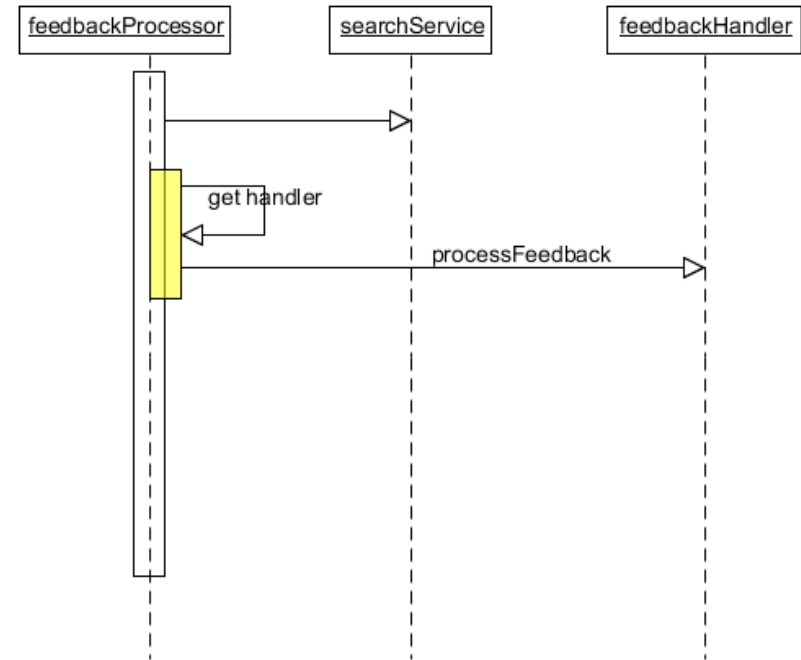 feedbackProcessor
searchService
feedbackHandler
get handler
processFeedback